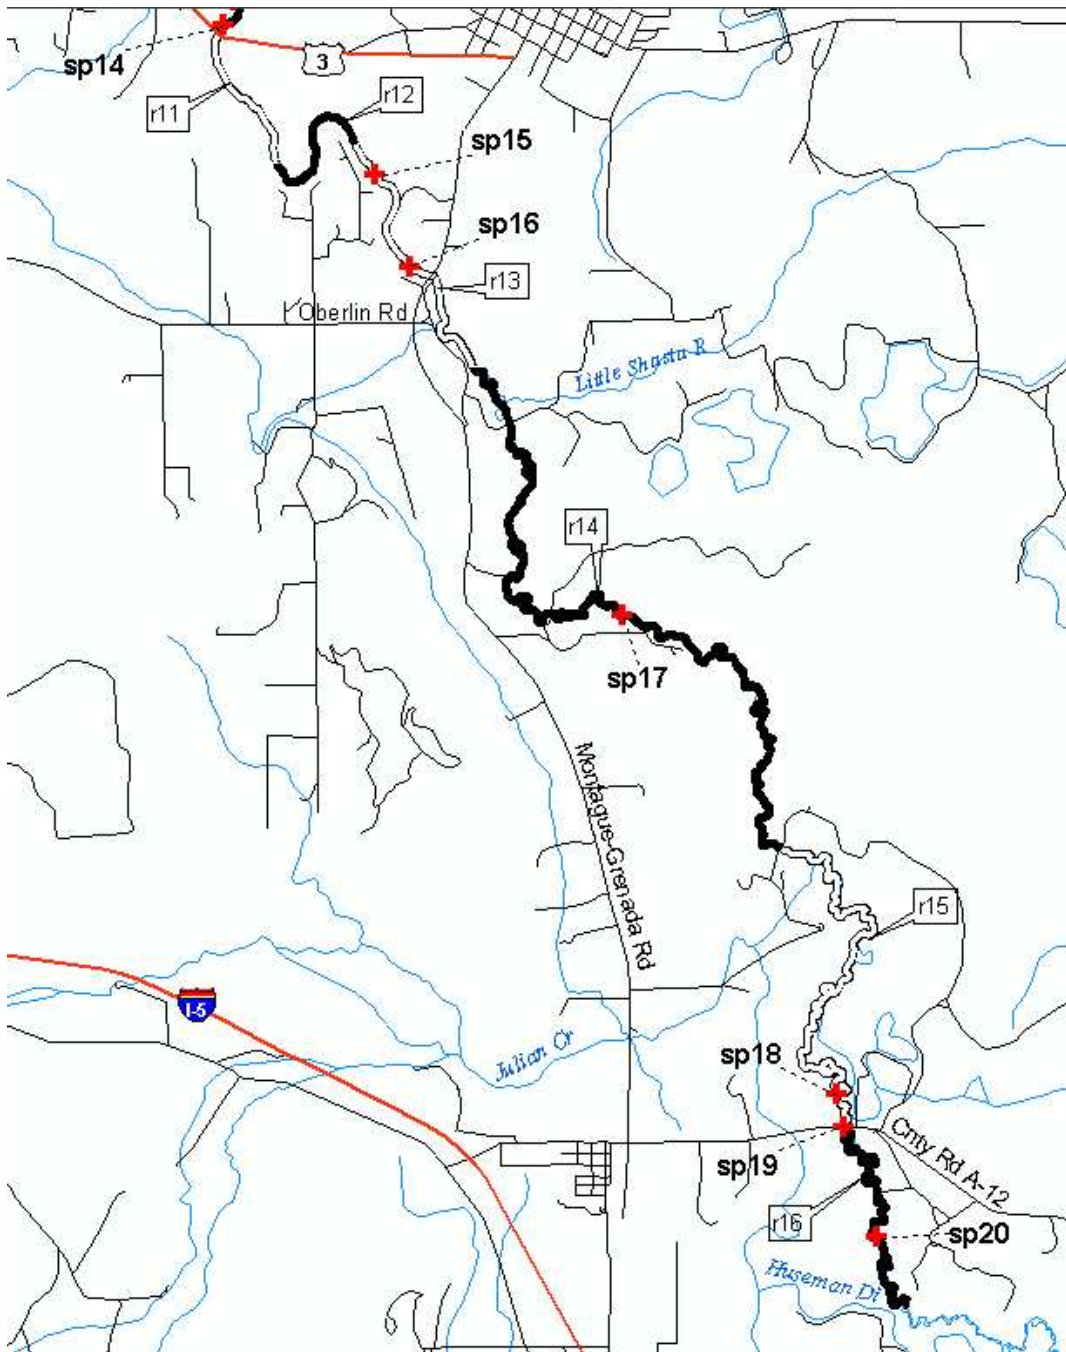 sp14
3
r11
r12
sp15
sp16
r13
Oberlin Rd
Little Shasta R
r14
sp17
Montague-Grenada Rd
r15
I-5
Julian Cr
sp18
sp19
Cnty Rd A-12
r16
sp20
Huseman Di